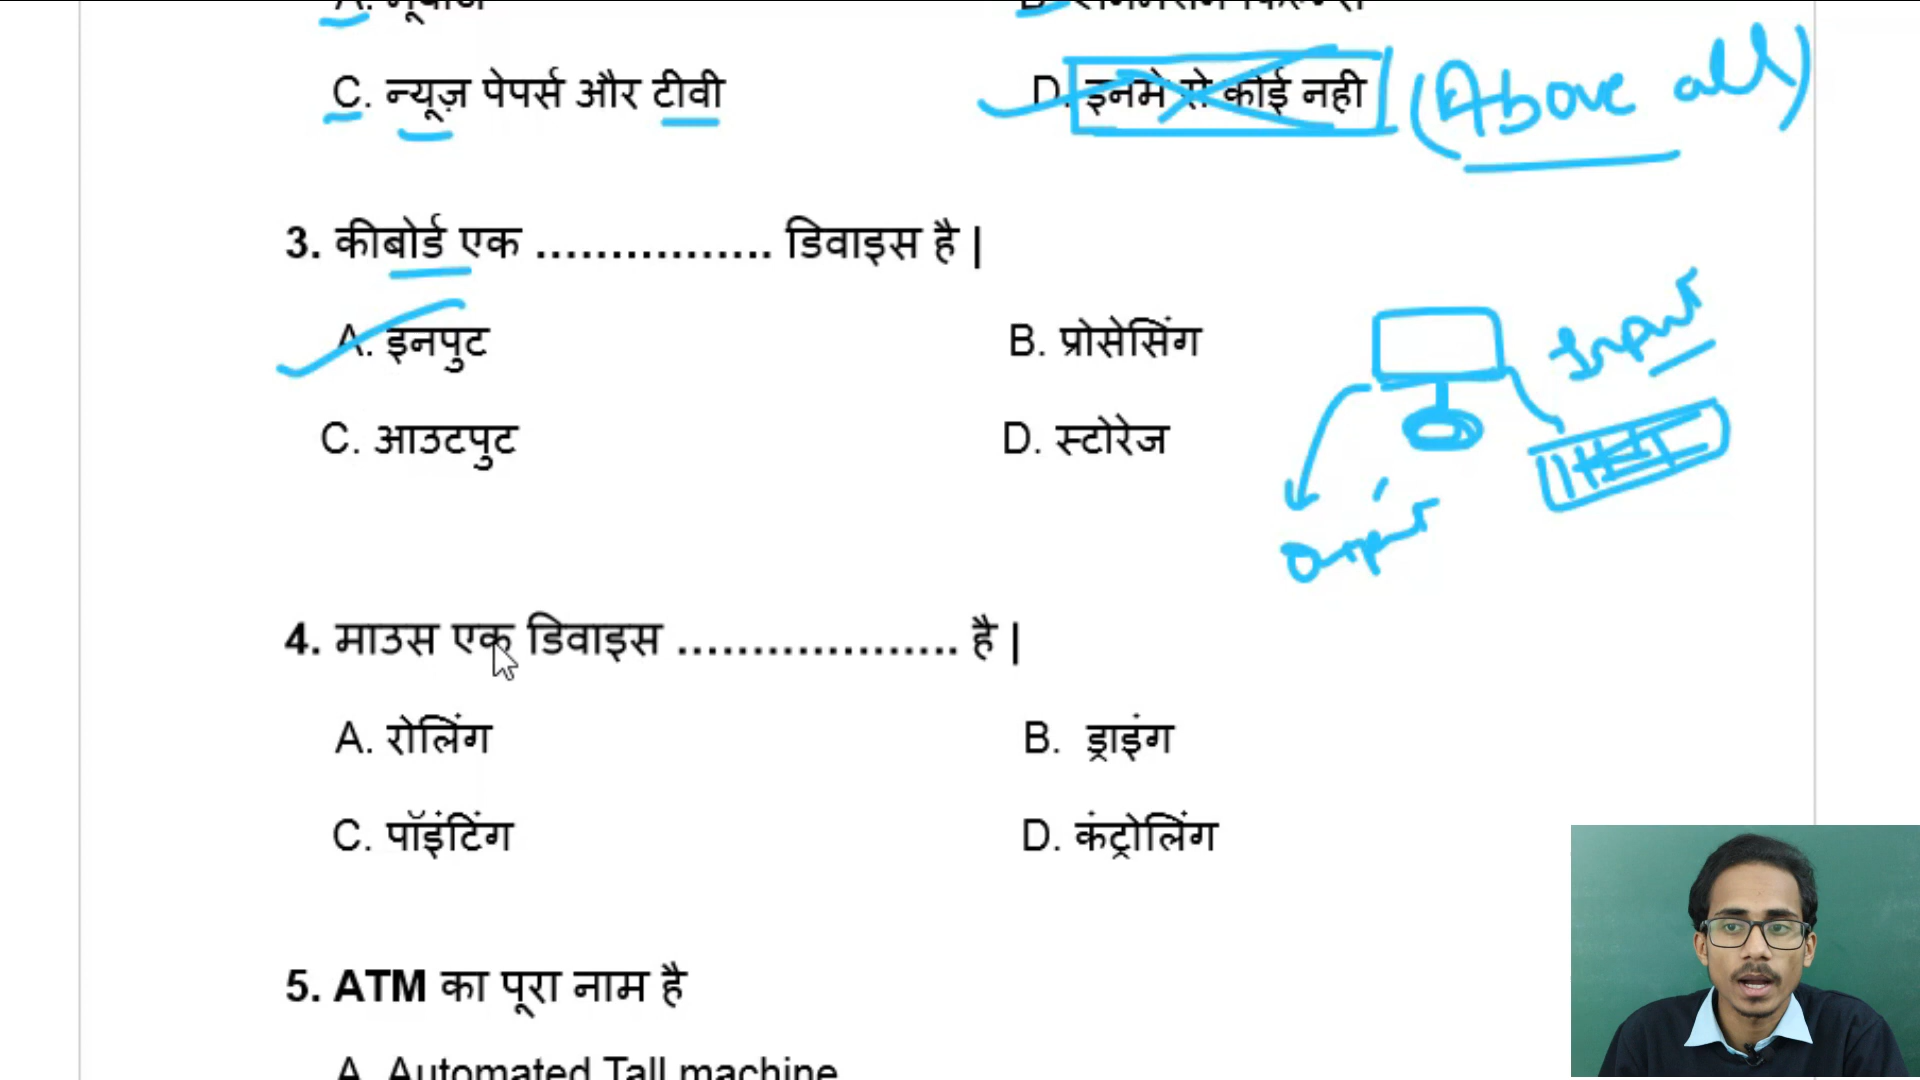 C. न्यूज़ पेपर्स और टीवी D. इनमे से कोई नही (Above all)
3. कीबोर्ड एक ................ डिवाइस है |
A. इनपुट B. प्रोसेसिंग Input
C. आउटपुट D. स्टोरेज
Output
4. माउस एक डिवाइस ................... है |
A. रोलिंग B. ड्राइंग
C. पॉइंटिंग D. कंट्रोलिंग
5. ATM का पूरा नाम है
A. Automated Tall machine